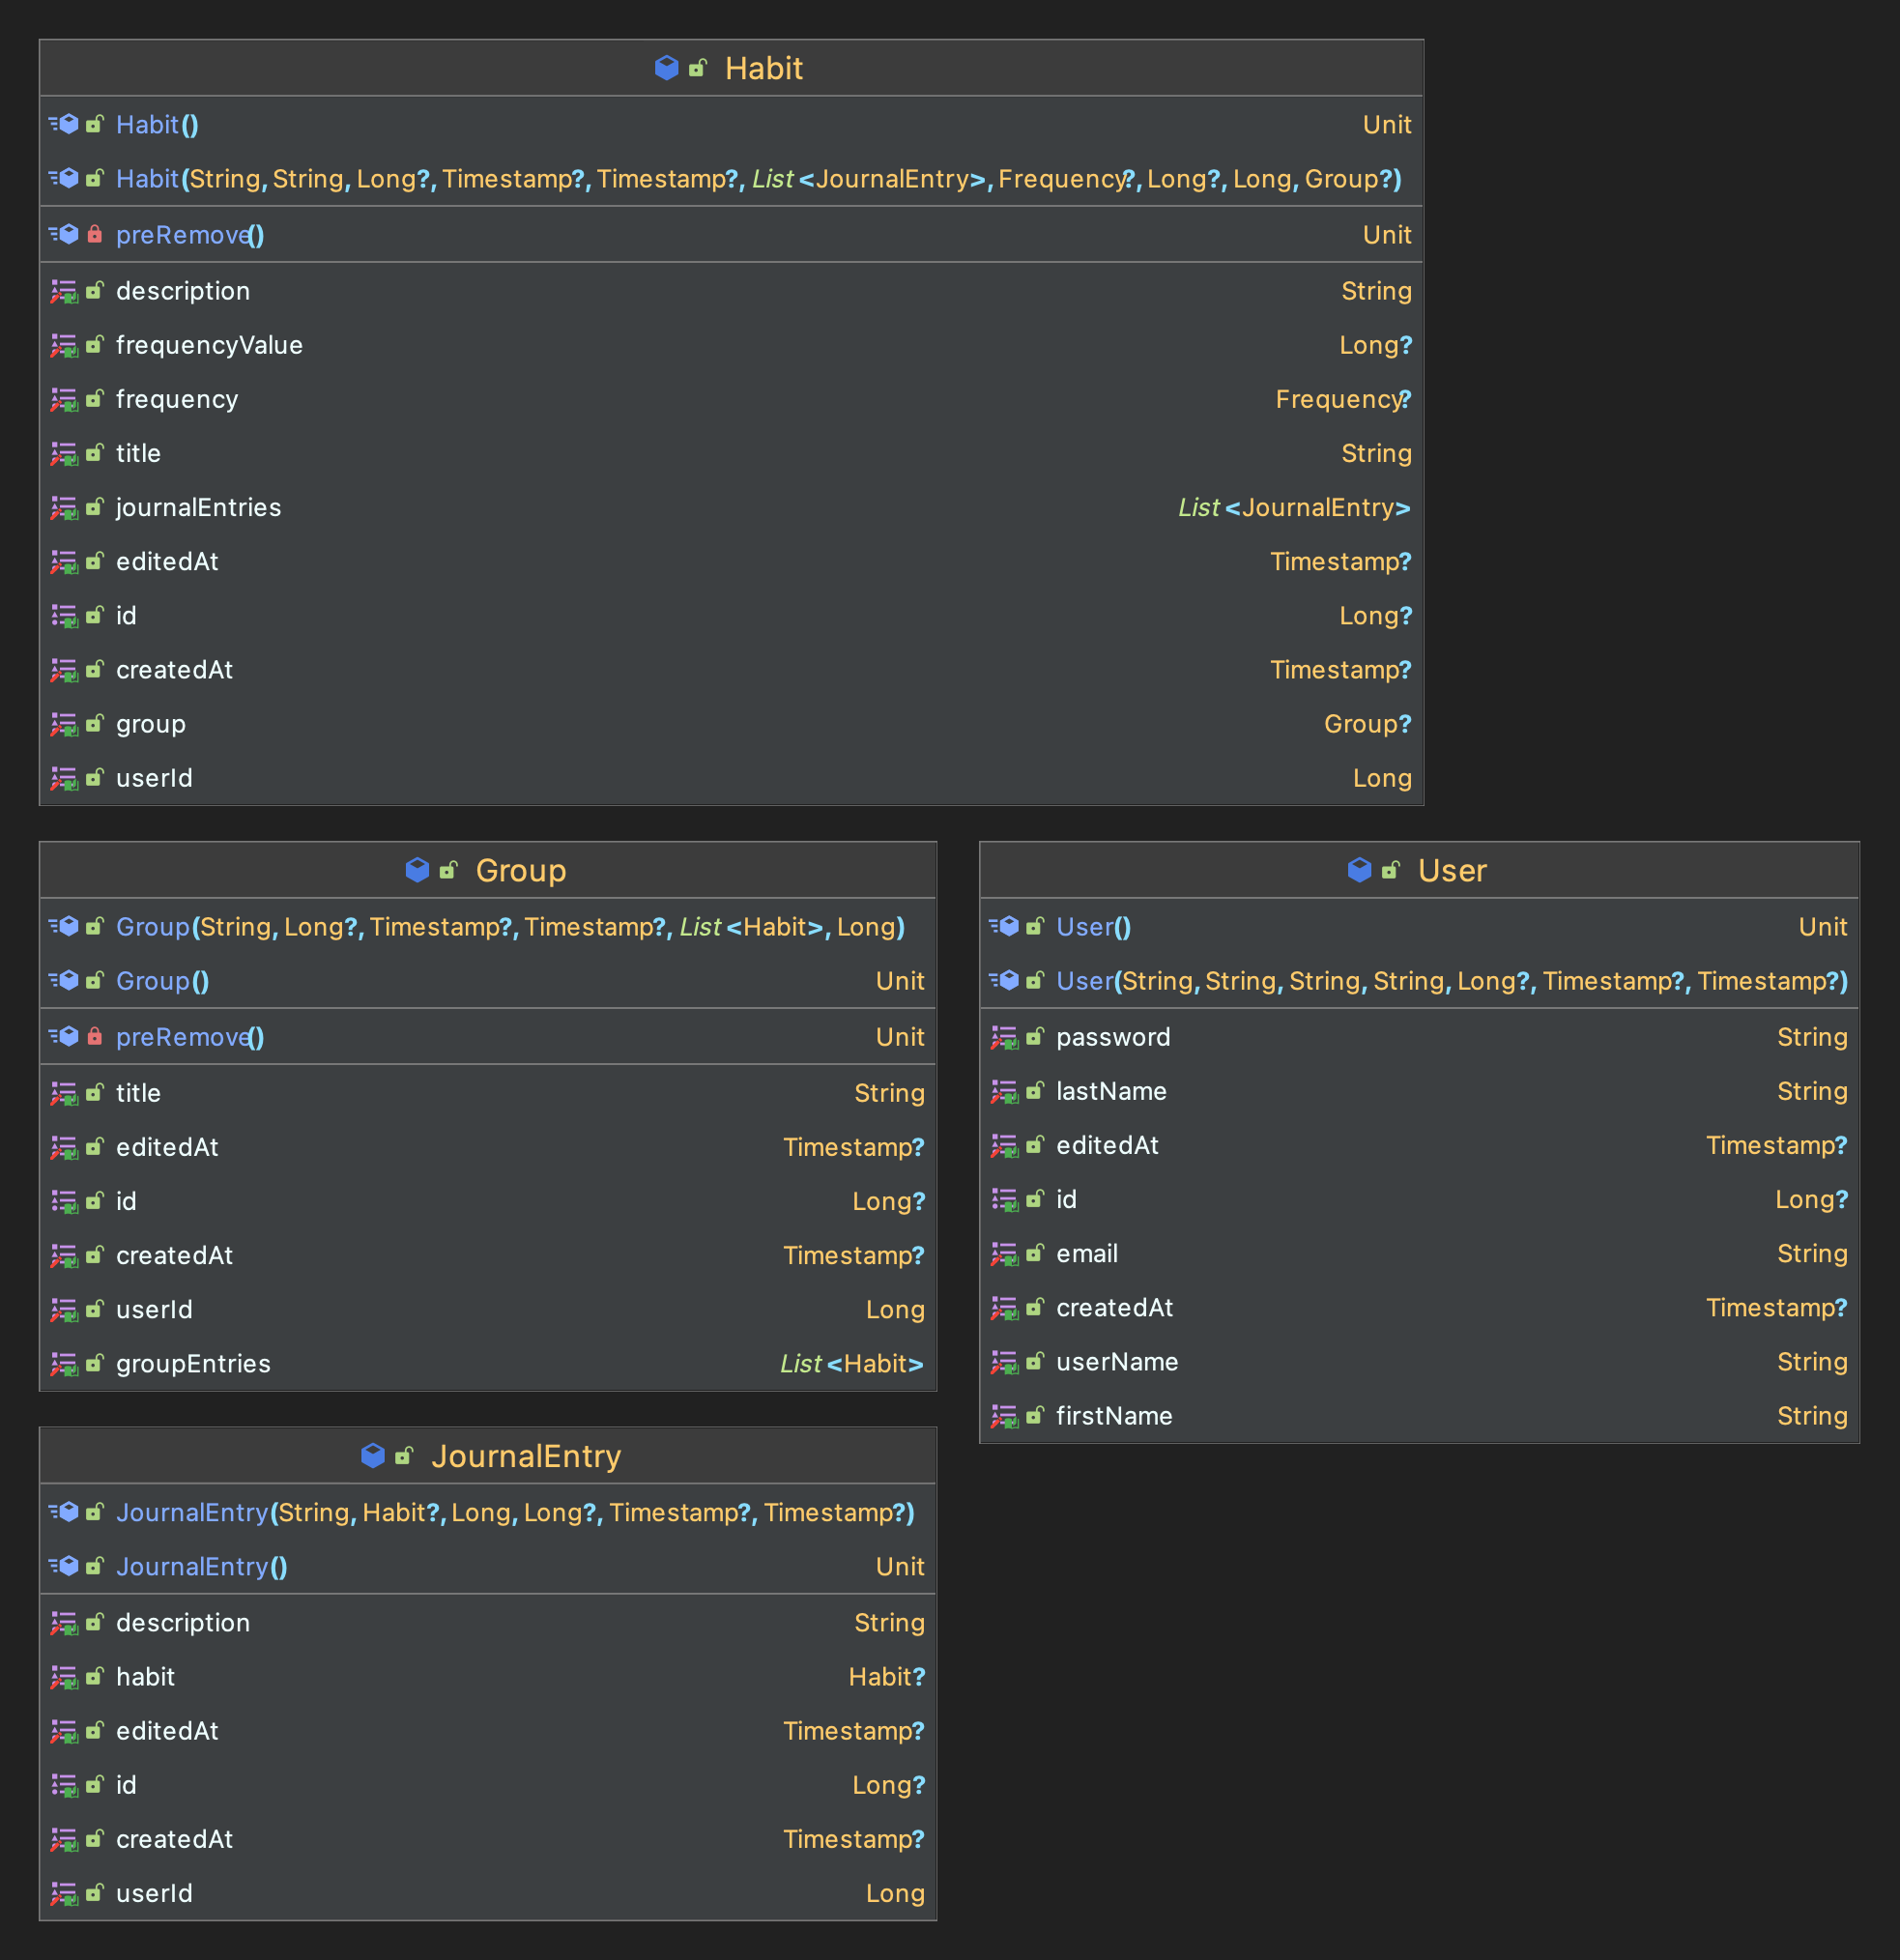 Habit
Habit() Unit
Habit(String, String, Long?, Timestamp?, Timestamp?, List<JournalEntry>, Frequency?, Long?, Long, Group?)
preRemove() Unit
description String
frequencyValue Long?
frequency Frequency?
title String
journalEntries List<JournalEntry>
editedAt Timestamp?
id Long?
createdAt Timestamp?
group Group?
userId Long
Group
Group(String, Long?, Timestamp?, Timestamp?, List<Habit>, Long)
Group() Unit
preRemove() Unit
title String
editedAt Timestamp?
id Long?
createdAt Timestamp?
userId Long
groupEntries List<Habit>
User
User() Unit
User(String, String, String, String, Long?, Timestamp?, Timestamp?)
password String
lastName String
editedAt Timestamp?
id Long?
email String
createdAt Timestamp?
userName String
firstName String
JournalEntry
JournalEntry(String, Habit?, Long, Long?, Timestamp?, Timestamp?)
JournalEntry() Unit
description String
habit Habit?
editedAt Timestamp?
id Long?
createdAt Timestamp?
userId Long